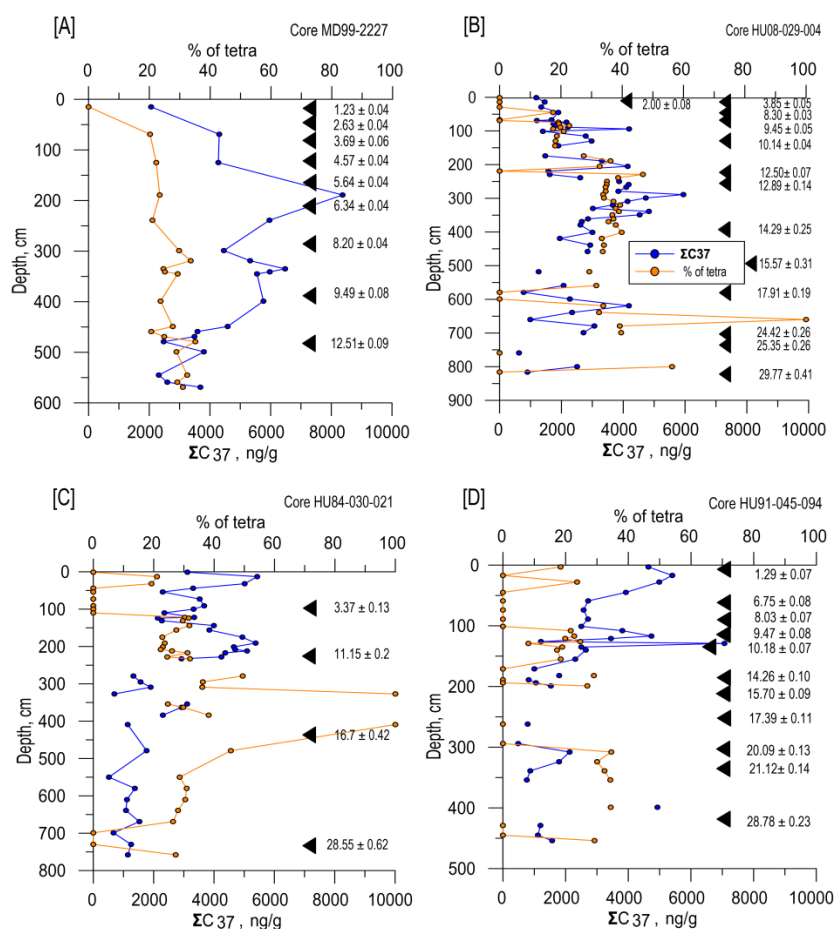 [A]
Core MD99-2227
% of tetra
0 20 40 60 80 100
0
100
200
300
400
500
600
Depth, cm
1.23 ± 0.04
2.63 ± 0.04
3.69 ± 0.06
4.57 ± 0.04
5.64 ± 0.04
6.34 ± 0.04
8.20 ± 0.04
9.49 ± 0.08
12.51± 0.09
0 2000 4000 6000 8000 10000
ΣC 37 , ng/g
[B]
Core HU08-029-004
% of tetra
0 20 40 60 80 100
0
100
200
300
400
500
600
700
800
900
Depth, cm
2.00 ± 0.08
3.85 ± 0.05
8.30 ± 0.03
9.45 ± 0.05
10.14 ± 0.04
12.50± 0.07
12.89 ± 0.14
14.29 ± 0.25
ΣC37
% of tetra
15.57 ± 0.31
17.91 ± 0.19
24.42 ± 0.26
25.35 ± 0.26
29.77 ± 0.41
0 2000 4000 6000 8000 10000
ΣC 37 , ng/g
[C]
Core HU84-030-021
% of tetra
0 20 40 60 80 100
0
100
200
300
400
500
600
700
800
Depth, cm
3.37 ± 0.13
11.15 ± 0.2
16.7 ± 0.42
28.55 ± 0.62
0 2000 4000 6000 8000 10000
ΣC 37 , ng/g
[D]
Core HU91-045-094
% of tetra
0 20 40 60 80 100
0
100
200
300
400
500
Depth, cm
1.29 ± 0.07
6.75 ± 0.08
8.03 ± 0.07
9.47 ± 0.08
10.18 ± 0.07
14.26 ± 0.10
15.70 ± 0.09
17.39 ± 0.11
20.09 ± 0.13
21.12± 0.14
28.78 ± 0.23
0 2000 4000 6000 8000 10000
ΣC 37 , ng/g